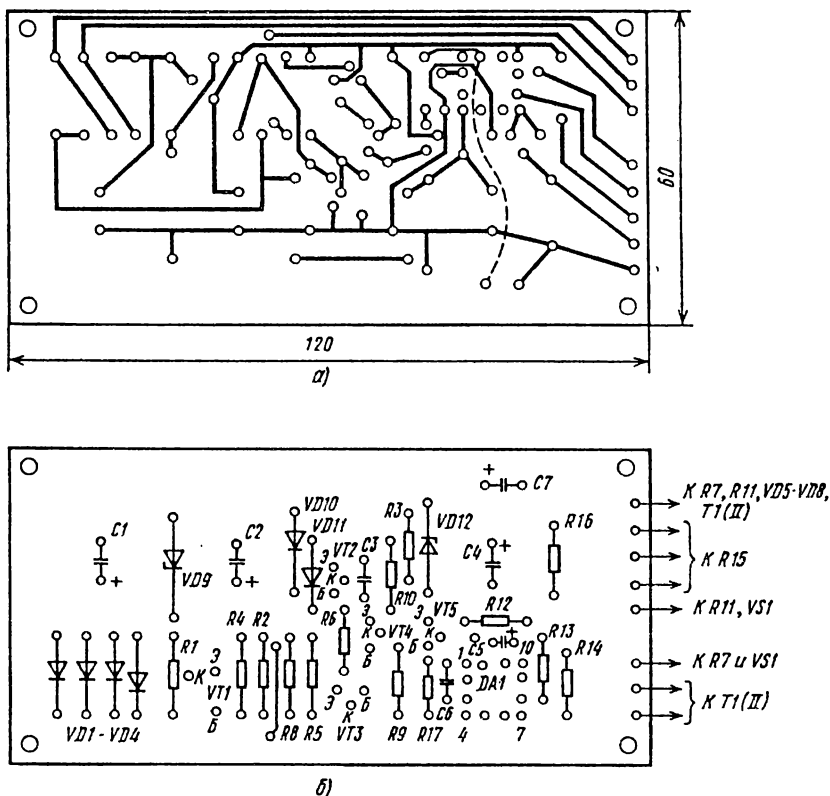 60
120
а)
C7
К R7, R11, VD5-VD8,
T1(II)
VD10
R3
VD12
R16
C1
VD11
C2
VT2
C3
C4
К R15
VD9
Э
К
Б
R10
R12
К R11, VS1
R4
R2
R6
Э
К
VT4
Б
Э
VT5
К
Б
C5
R13
R14
R1
К
Э
VT1
Б
1
10
DA1
К R7 и VS1
Э
К
Б
C6
К T1(II)
VD1 - VD4
R8
R5
VT3
R9
R17
4
7
б)